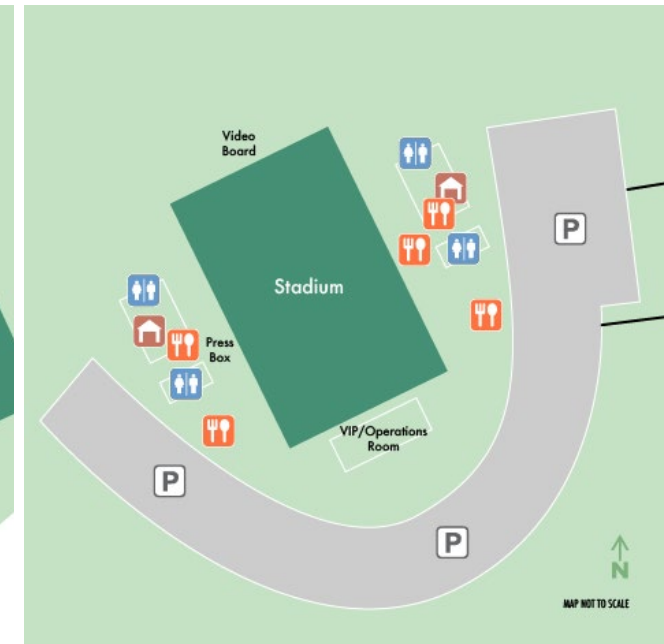 Video
Board
P
Stadium
Press
Box
VIP/Operations
Room
P
P
N
MAP NOT TO SCALE